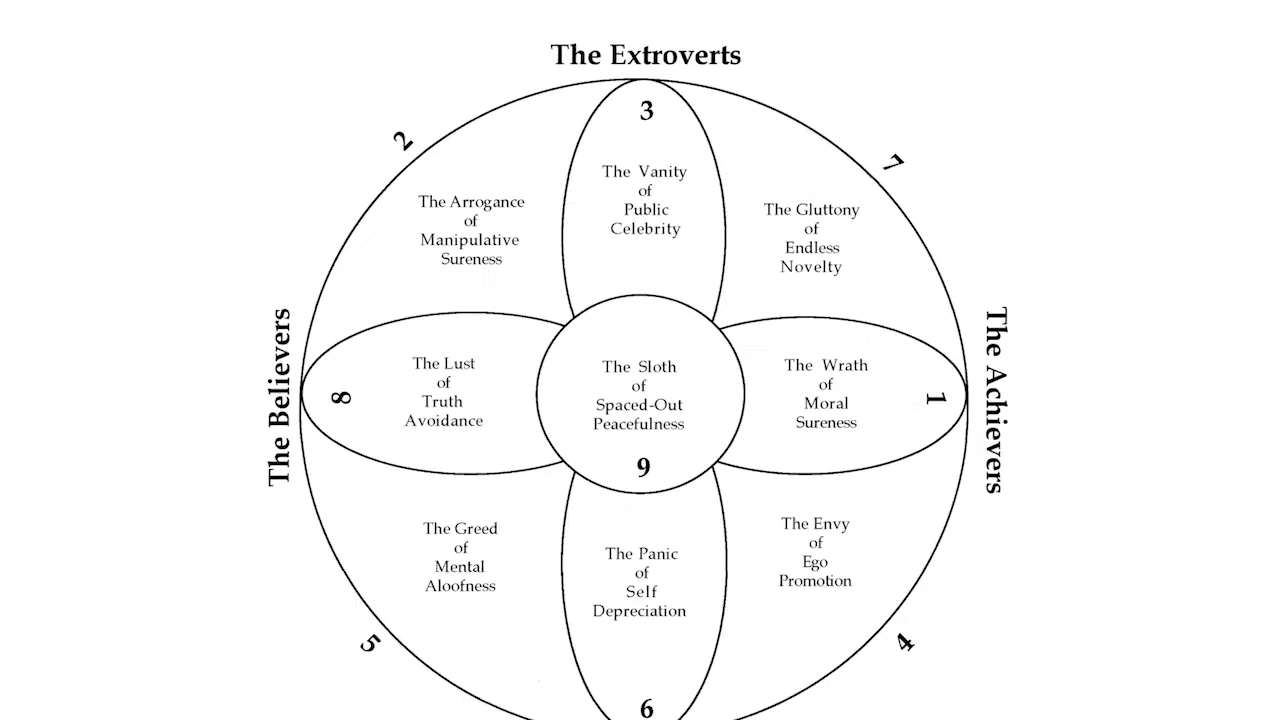 The Extroverts
3
2
7
The Vanity
of
Public
Celebrity
The Arrogance
of
Manipulative
Sureness
The Gluttony
of
Endless
Novelty
The Believers
8
The Lust
of
Truth
Avoidance
The Sloth
of
Spaced-Out
Peacefulness
9
The Wrath
of
Moral
Sureness
1
The Achievers
The Greed
of
Mental
Aloofness
5
The Panic
of
Self
Depreciation
6
The Envy
of
Ego
Promotion
4